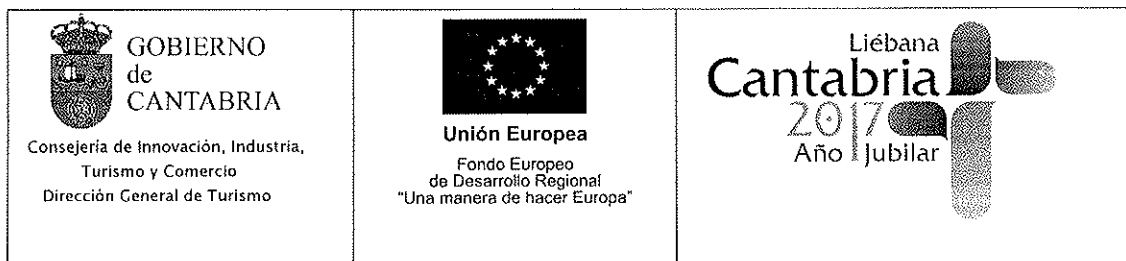 GOBIERNO
de
CANTABRIA
Consejería de Innovación, Industria,
Turismo y Comercio
Dirección General de Turismo
Unión Europea
Fondo Europeo
de Desarrollo Regional
"Una manera de hacer Europa"
Liébana
Cantabria
2017
Año Jubilar